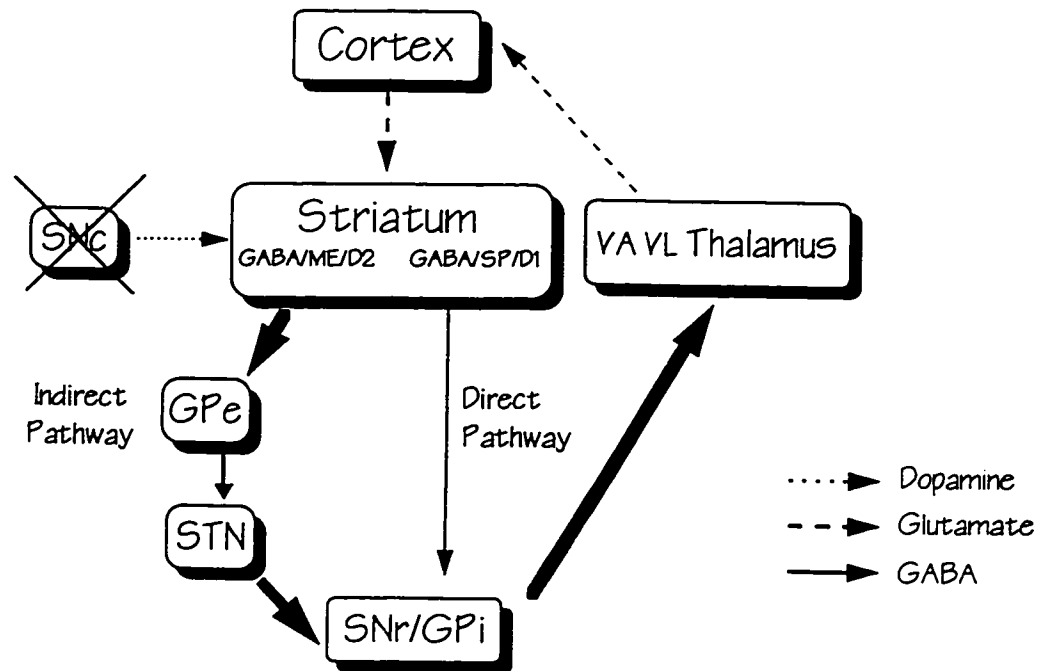 Cortex
Striatum
GABA/ME/D2 GABA/SP/D1
SNc
VA VL Thalamus
Indirect
Pathway
GPe
Direct
Pathway
STN
SNr/GPi
Dopamine
Glutamate
GABA